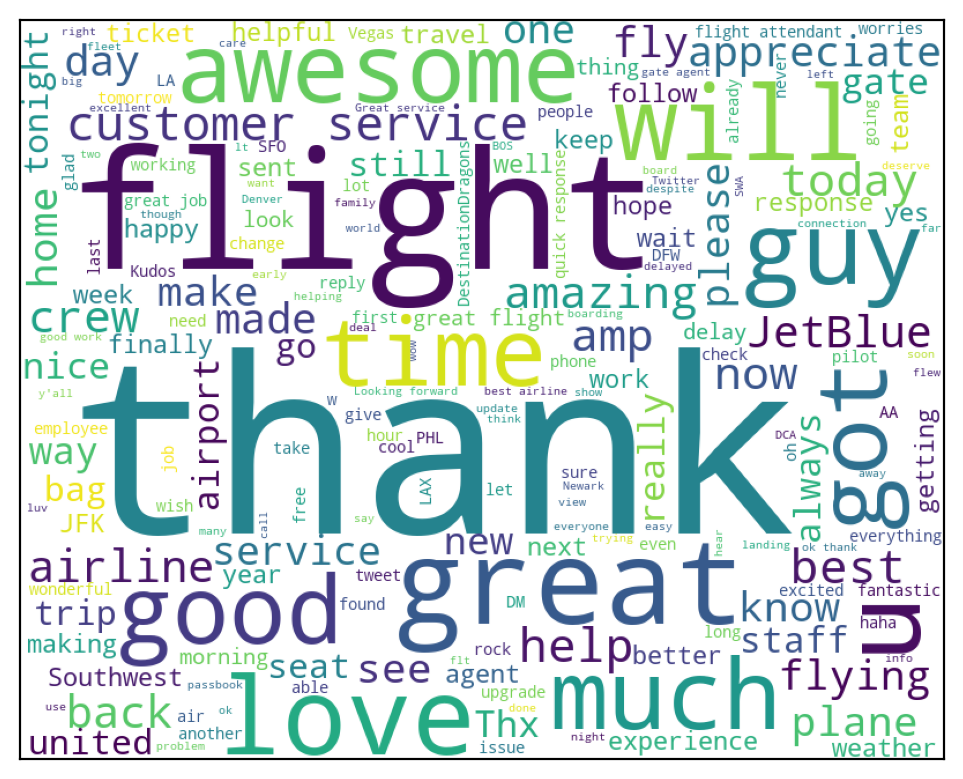 right
ticket
helpful
Vegas
travel
one
fly
flight attendant
worries
fleet
care
day
LA
awesome
thing
appreciate
big
gate agent
left
never
gate
tomorrow
excellent
Great service
people
follow
already
going
team
home tonight
customer service
will
keep
glad
two
working
lt
SFO
sent
still
well
BOS
board
Twitter
despite
SWA
please
today
deserve
flight
want
great job
lot
Denver
family
look
though
happy
world
DestinationDragons
quick response
hope
response
yes
connection
far
last
change
Kudos
early
reply
helping
wait
DFW
delayed
guy
week
make
amazing
crew
need
made
first
great flight
boarding
amp
delay
JetBlue
good work
finally
go
deal
wow
time
phone
check
pilot
soon
nice
now
flew
y'all
airport
Looking forward
best airline
show
work
W
give
update
think
really
always
got
AA
employee
way
thank
hour
PHL
cool
oh
DCA
getting
job
take
sure
away
bag
free
LAX
let
Newark
view
luv
JFK
wish
many
call
say
everyone
easy
trying
hear
landing
ok thank
everything
airline
service
new
next
even
best
year
tweet
great
wonderful
excited
fantastic
trip
good
found
DM
know
u
haha
long
staff
making
morning
seat
see
rock
help
better
info
flt
agent
Southwest
passbook
able
upgrade
much
flying
use
back
air
ok
love
Thx
done
plane
another
united
problem
issue
night
experience
weather